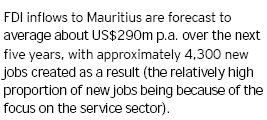 FDI inflows to Mauritius are forecast to
average about US$290m p.a. over the next
five years, with approximately 4,300 new
jobs created as a result (the relatively high
proportion of new jobs being because of the
focus on the service sector).